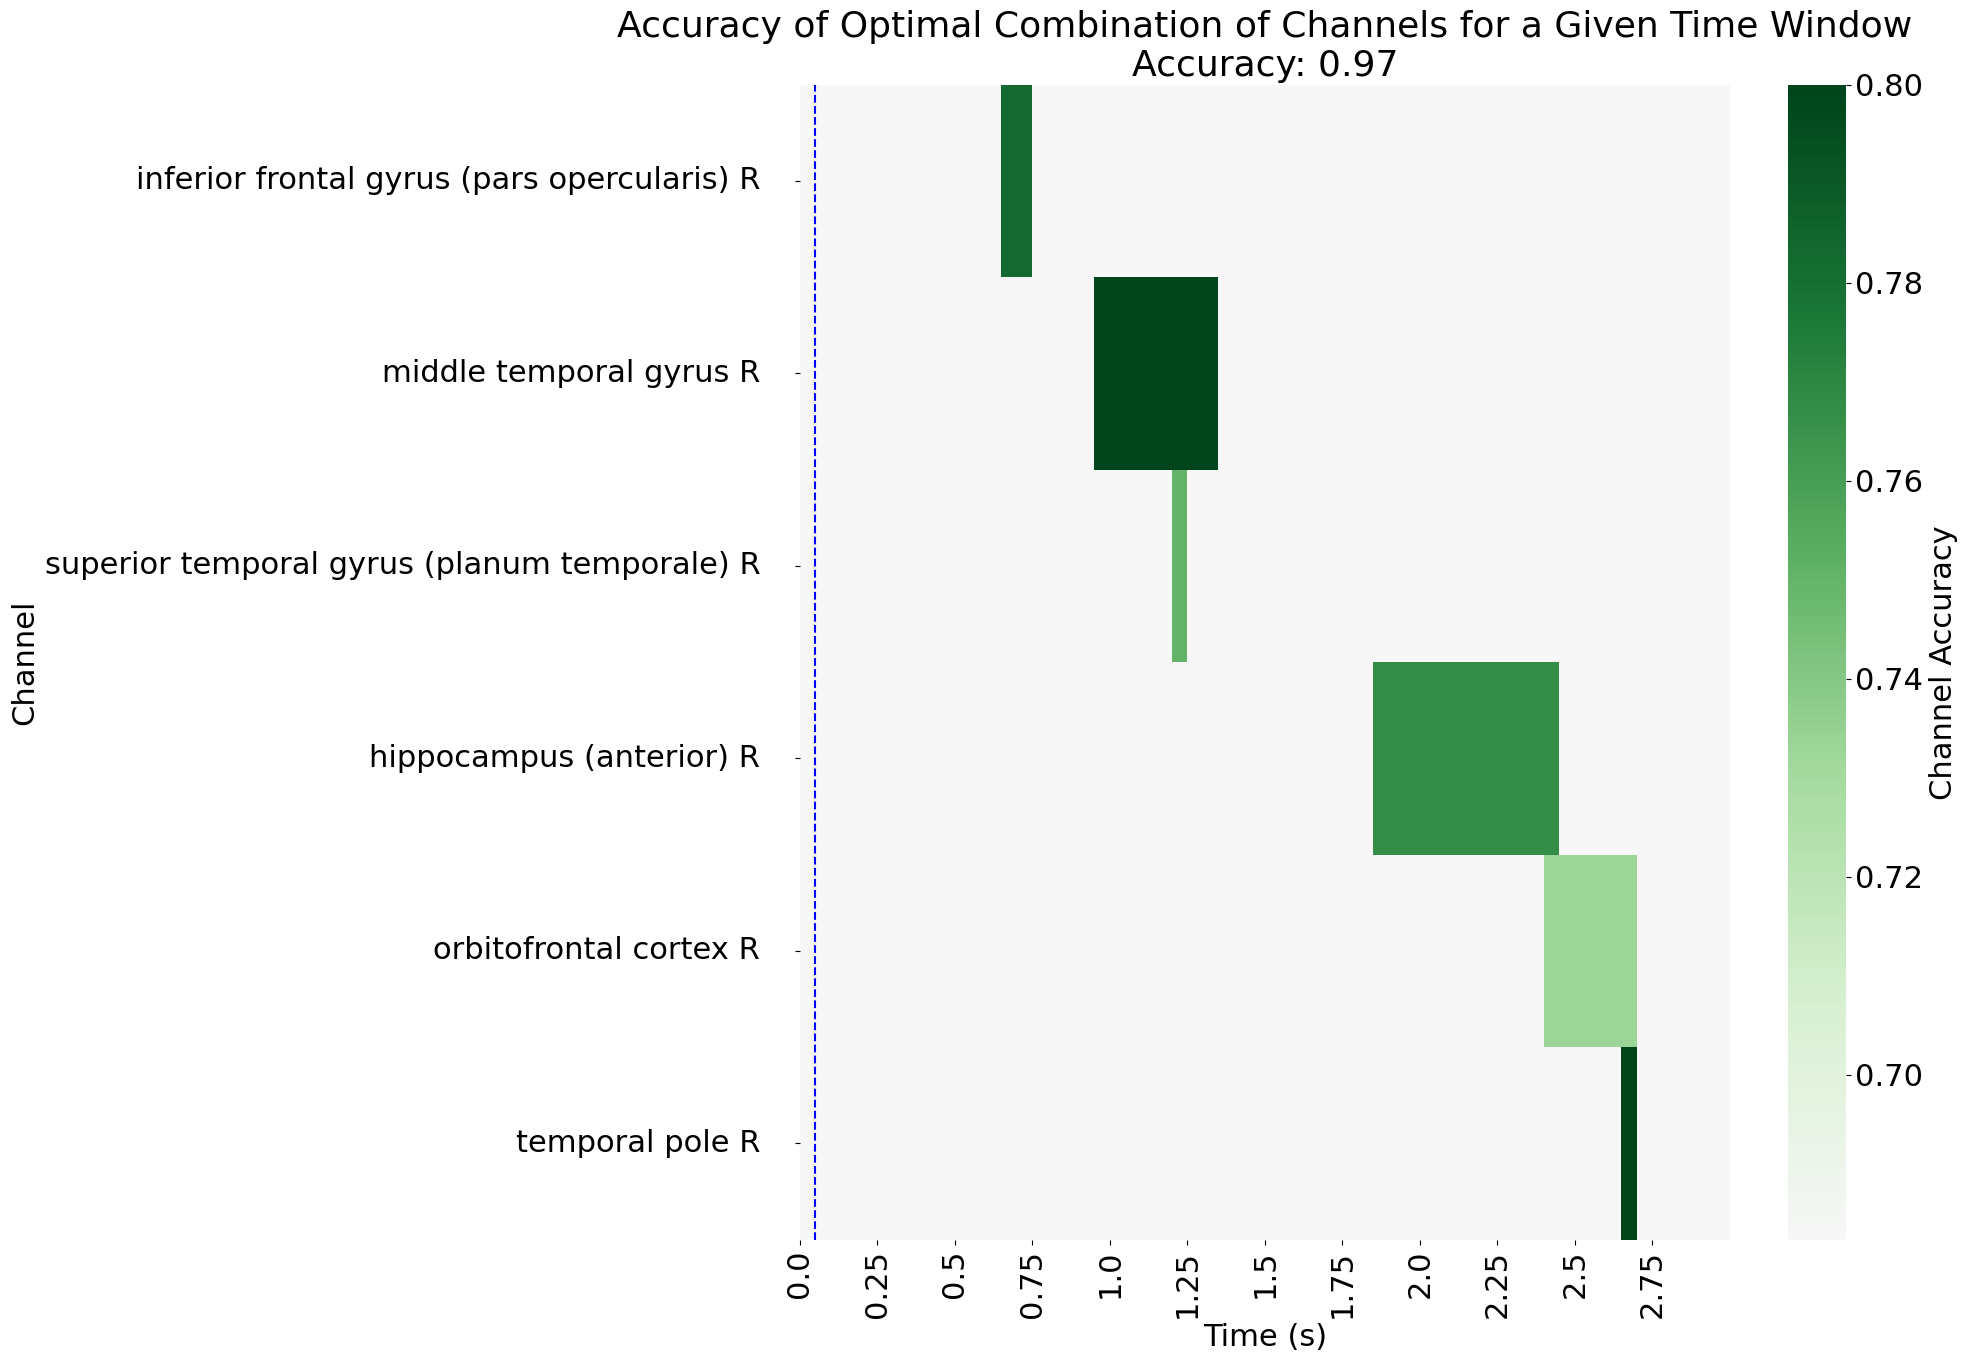 Accuracy of Optimal Combination of Channels for a Given Time Window
Accuracy: 0.97
Channel
inferior frontal gyrus (pars opercularis) R
middle temporal gyrus R
superior temporal gyrus (planum temporale) R
hippocampus (anterior) R
orbitofrontal cortex R
temporal pole R
0.0
0.25
0.5
0.75
1.0
1.25
1.5
1.75
2.0
2.25
2.5
2.75
Time (s)
0.80
0.78
0.76
0.74
0.72
0.70
Channel Accuracy